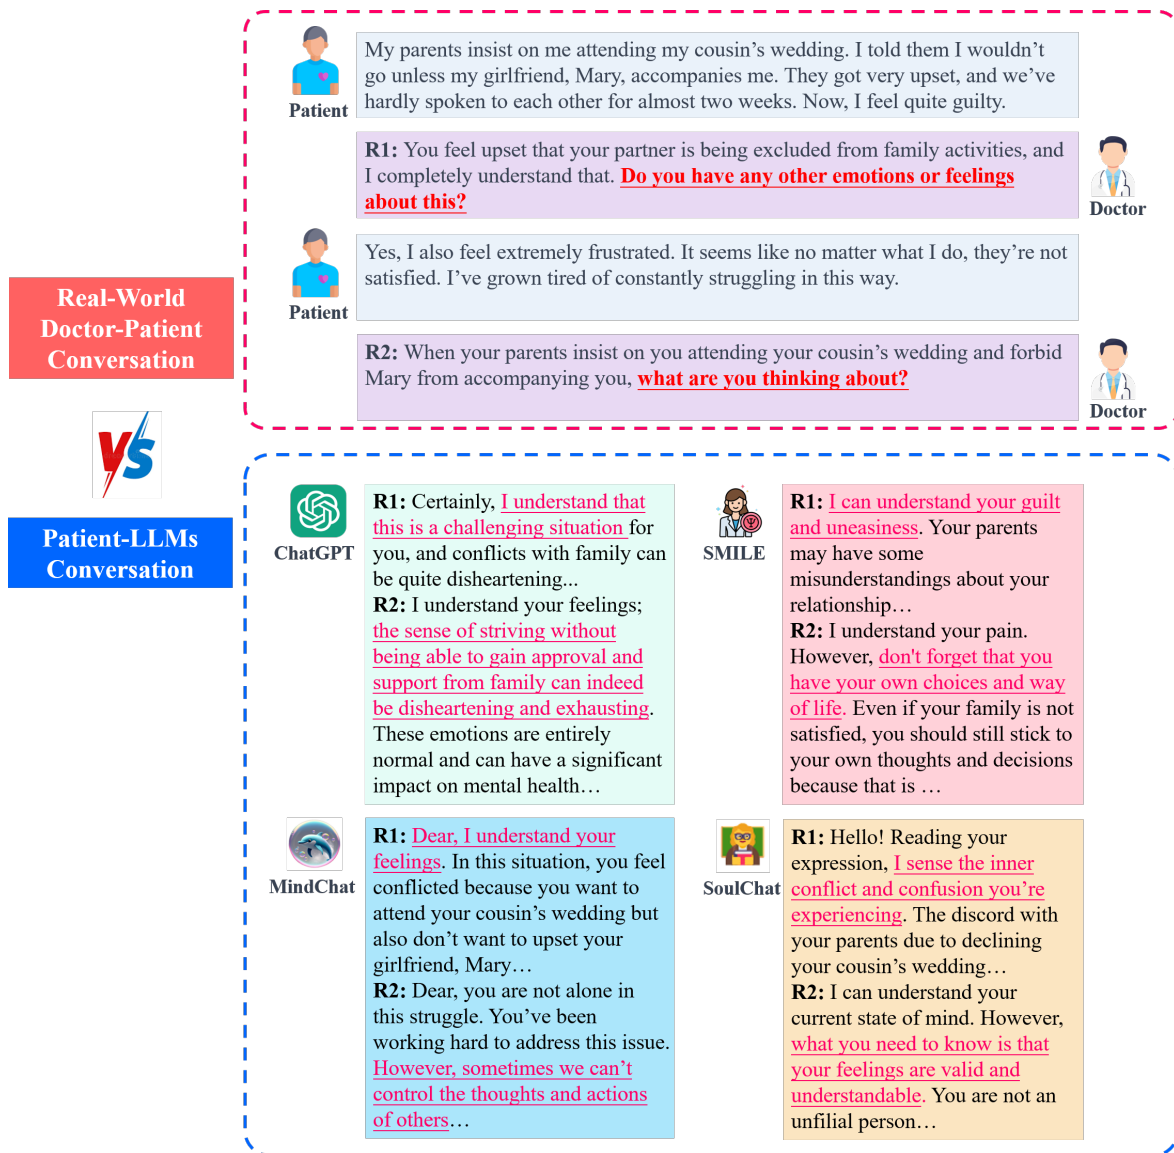 My parents insist on me attending my cousin’s wedding. I told them I wouldn’t
go unless my girlfriend, Mary, accompanies me. They got very upset, and we’ve
hardly spoken to each other for almost two weeks. Now, I feel quite guilty.
Patient
R1: You feel upset that your partner is being excluded from family activities, and
I completely understand that. Do you have any other emotions or feelings
about this?
Doctor
Yes, I also feel extremely frustrated. It seems like no matter what I do, they’re not
satisfied. I’ve grown tired of constantly struggling in this way.
Patient
R2: When your parents insist on you attending your cousin’s wedding and forbid
Mary from accompanying you, what are you thinking about?
Doctor
Real-World
Doctor-Patient
Conversation
VS
Patient-LLMs
Conversation
ChatGPT
R1: Certainly, I understand that
this is a challenging situation for
you, and conflicts with family can
be quite disheartening...
R2: I understand your feelings;
the sense of striving without
being able to gain approval and
support from family can indeed
be disheartening and exhausting.
These emotions are entirely
normal and can have a significant
impact on mental health…
SMILE
R1: I can understand your guilt
and uneasiness. Your parents
may have some
misunderstandings about your
relationship…
R2: I understand your pain.
However, don't forget that you
have your own choices and way
of life. Even if your family is not
satisfied, you should still stick to
your own thoughts and decisions
because that is …
MindChat
R1: Dear, I understand your
feelings. In this situation, you feel
conflicted because you want to
attend your cousin’s wedding but
also don’t want to upset your
girlfriend, Mary…
R2: Dear, you are not alone in
this struggle. You’ve been
working hard to address this issue.
However, sometimes we can’t
control the thoughts and actions
of others…
SoulChat
R1: Hello! Reading your
expression, I sense the inner
conflict and confusion you’re
experiencing. The discord with
your parents due to declining
your cousin’s wedding…
R2: I can understand your
current state of mind. However,
what you need to know is that
your feelings are valid and
understandable. You are not an
unfilial person…